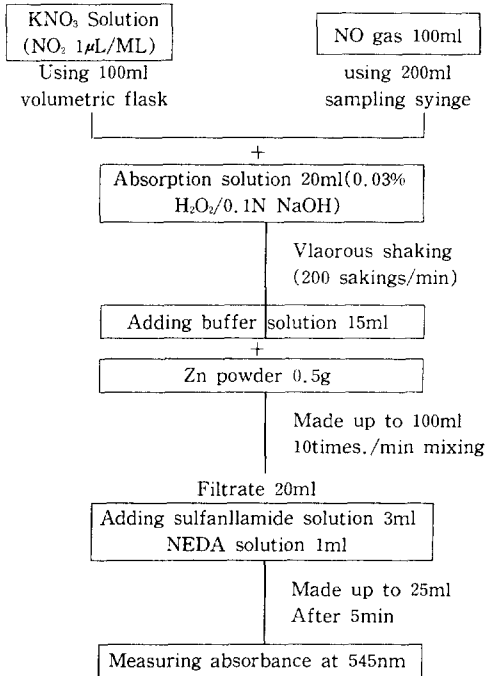 KNO₃ Solution
(NO₂ 1μL/ML)
Using 100ml
volumetric flask
NO gas 100ml
using 200ml
sampling syinge
+
Absorption solution 20ml(0.03%
H₂O₂/0.1N NaOH)
Vlaorous shaking
(200 sakings/min)
Adding buffer solution 15ml
+
Zn powder 0.5g
Made up to 100ml
10times./min mixing
Filtrate 20ml
Adding sulfanllamide solution 3ml
NEDA solution 1ml
Made up to 25ml
After 5min
Measuring absorbance at 545nm